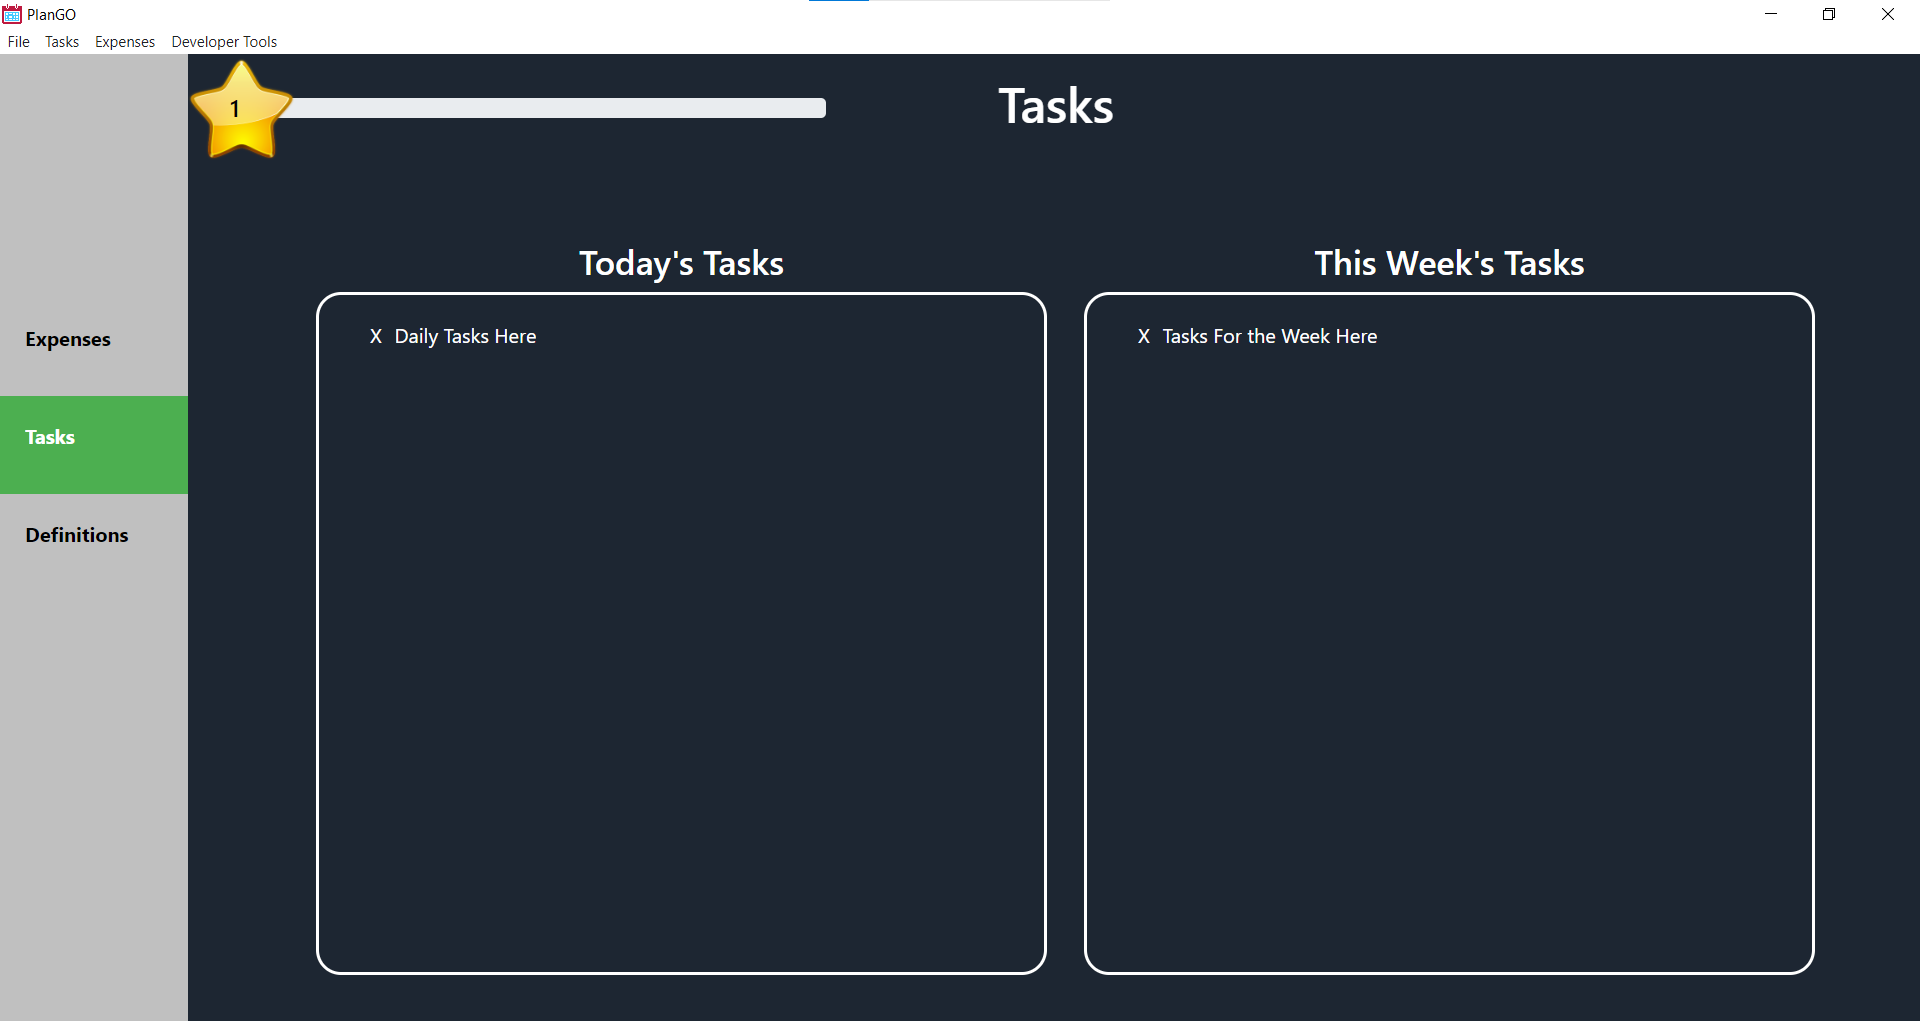 PlanGO
File Tasks Expenses Developer Tools
1
Tasks
Expenses
Tasks
Definitions
Today's Tasks
X Daily Tasks Here
This Week's Tasks
X Tasks For the Week Here